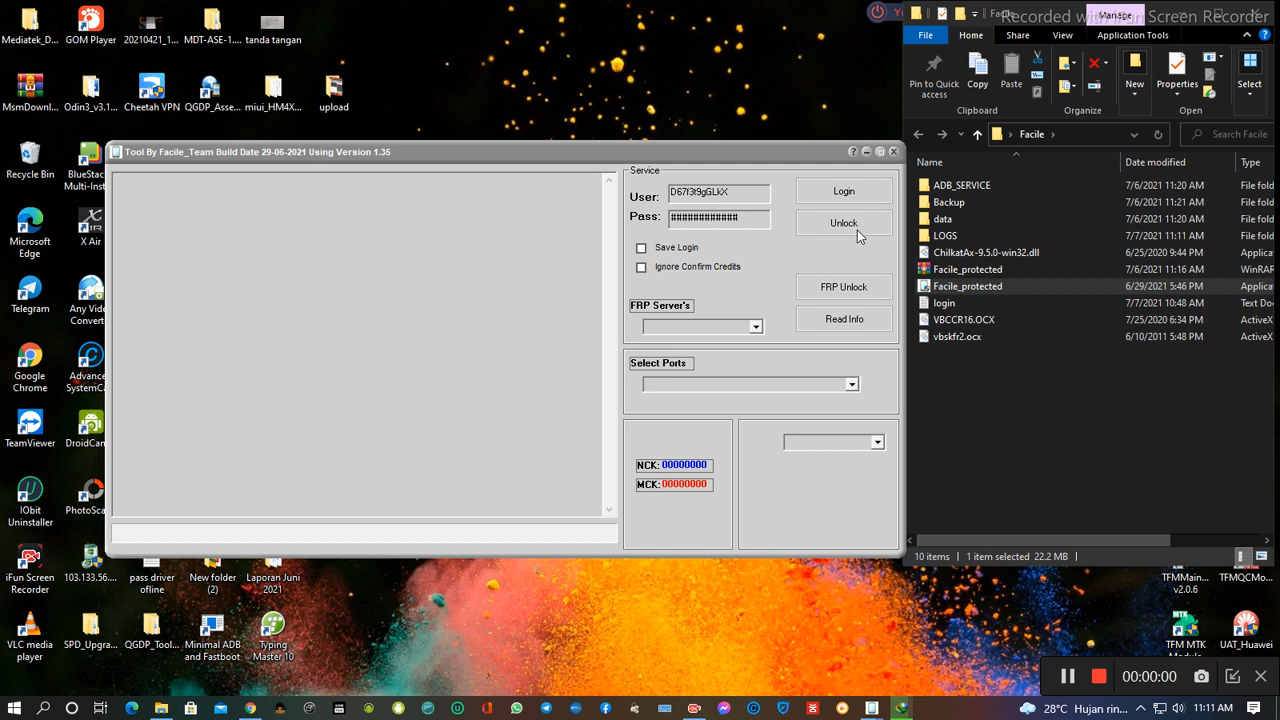 Mediatek_D...
GOM Player
20210421_1...
MDT-ASE-1...
tanda tangan
MsmDownl...
Odin3_v3.1...
Cheetah VPN
QGDP_Asse...
miui_HM4X...
upload
Recycle Bin
BlueStac
Multi-Inst
Microsoft
Edge
X Air
Telegram
Any Vide
Convert
Google
Chrome
Advance
SystemCa
TeamViewer
DroidCam
IObit
Uninstaller
PhotoSca
iFun Screen
Recorder
103.133.56...
pass driver
ofline
New folder
(2)
Laporan Juni
2021
VLC media
player
SPD_Upgra...
QGDP_Tool...
Minimal ADB
and Fastboot
Typing
Master 10
Tool By Facile_Team Build Date 29-06-2021 Using Version 1.35
Service
User:
D67f3t9gGLkX
Login
Pass:
############
Unlock
Save Login
Ignore Confirm Credits
FRP Unlock
FRP Server's
Read Info
Select Ports
NCK: 00000000
MCK: 00000000
Recorded with iFun Screen Recorder
Manage
File
Home
Share
View
Application Tools
Pin to Quick
access
Copy
Paste
New
Properties
Select
Clipboard
Organize
Open
Facile
Search Facile
Name
Date modified
Type
ADB_SERVICE
7/6/2021 11:20 AM
File fold
Backup
7/6/2021 11:21 AM
File fold
data
7/6/2021 11:20 AM
File fold
LOGS
7/7/2021 11:11 AM
File fold
ChilkatAx-9.5.0-win32.dll
6/25/2020 9:44 PM
Applicat
Facile_protected
7/6/2021 11:16 AM
WinRAR
Facile_protected
6/29/2021 5:46 PM
Applicat
login
7/7/2021 10:48 AM
Text Doc
VBCCR16.OCX
7/25/2020 6:34 PM
ActiveX
vbskfr2.ocx
6/10/2011 5:48 PM
ActiveX
10 items
1 item selected 22.2 MB
TFMMain...
v2.0.6
TFMQCMo...
TFM MTK
UAT_Huawei
00:00:00
28°C
Hujan rin...
11:11 AM